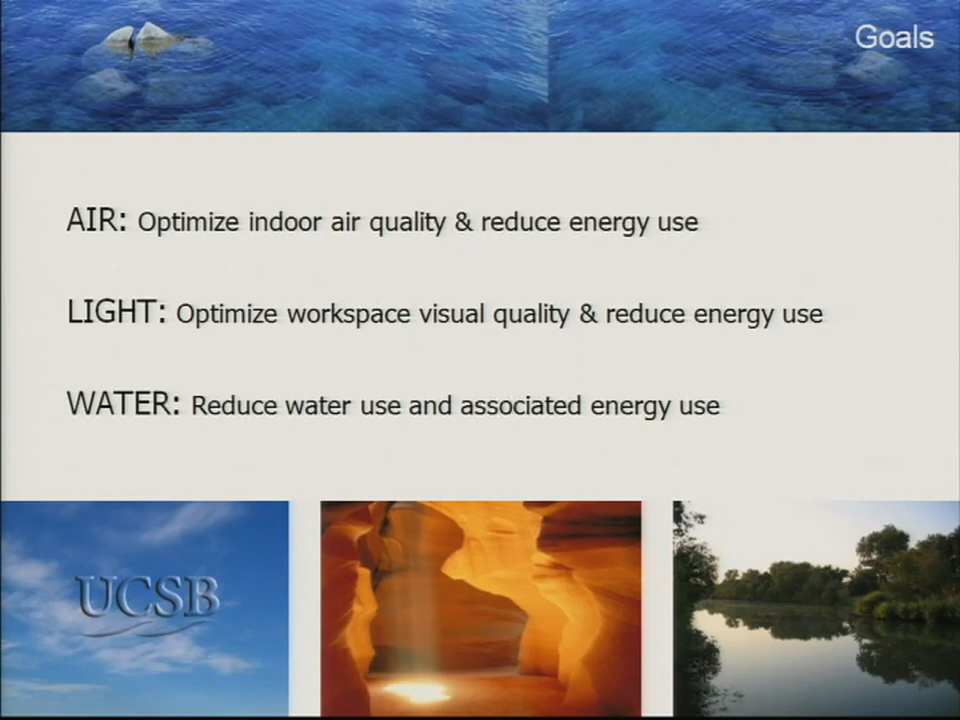 Goals
AIR: Optimize indoor air quality & reduce energy use
LIGHT: Optimize workspace visual quality & reduce energy use
WATER: Reduce water use and associated energy use
UCSB